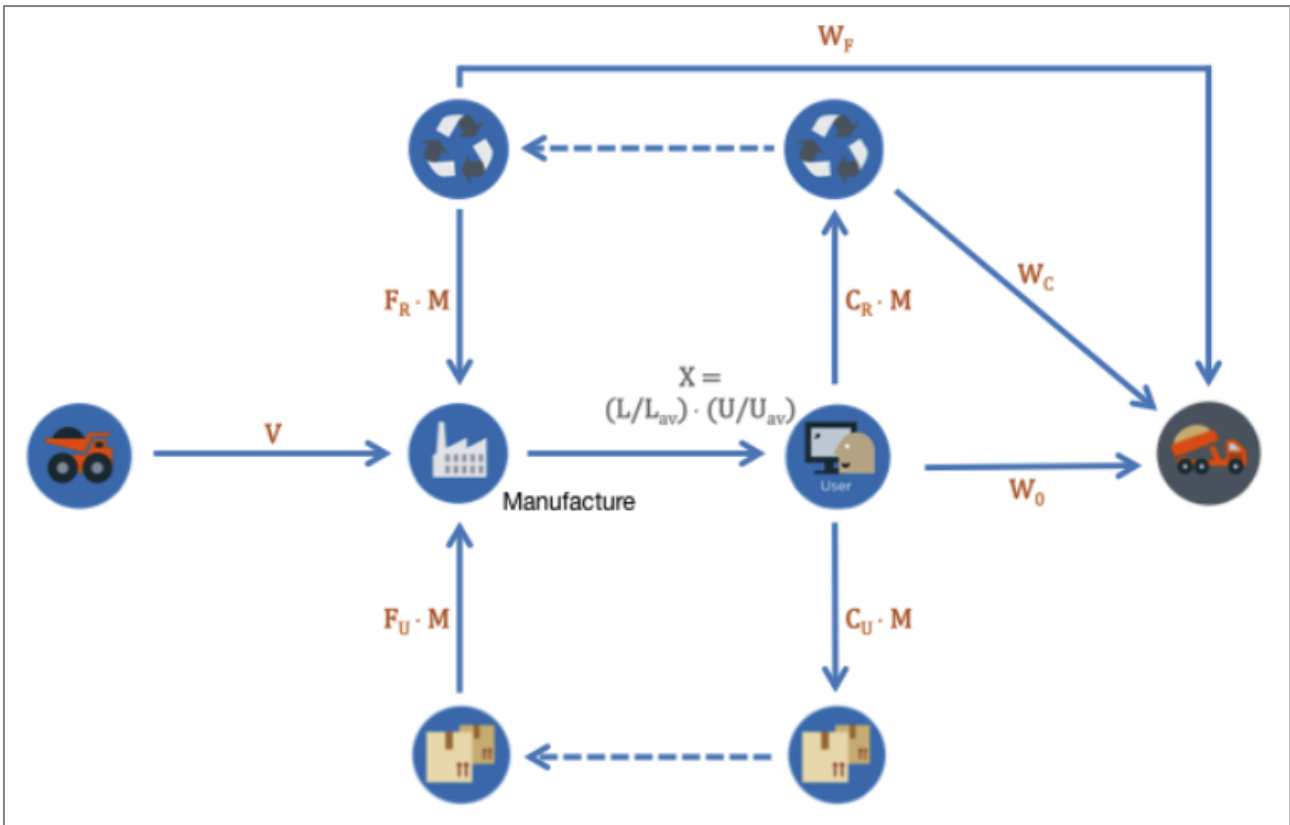 W_F
F_R · M
C_R · M
W_C
X =
(L/L_av) · (U/U_av)
V
Manufacture
User
W_0
F_U · M
C_U · M